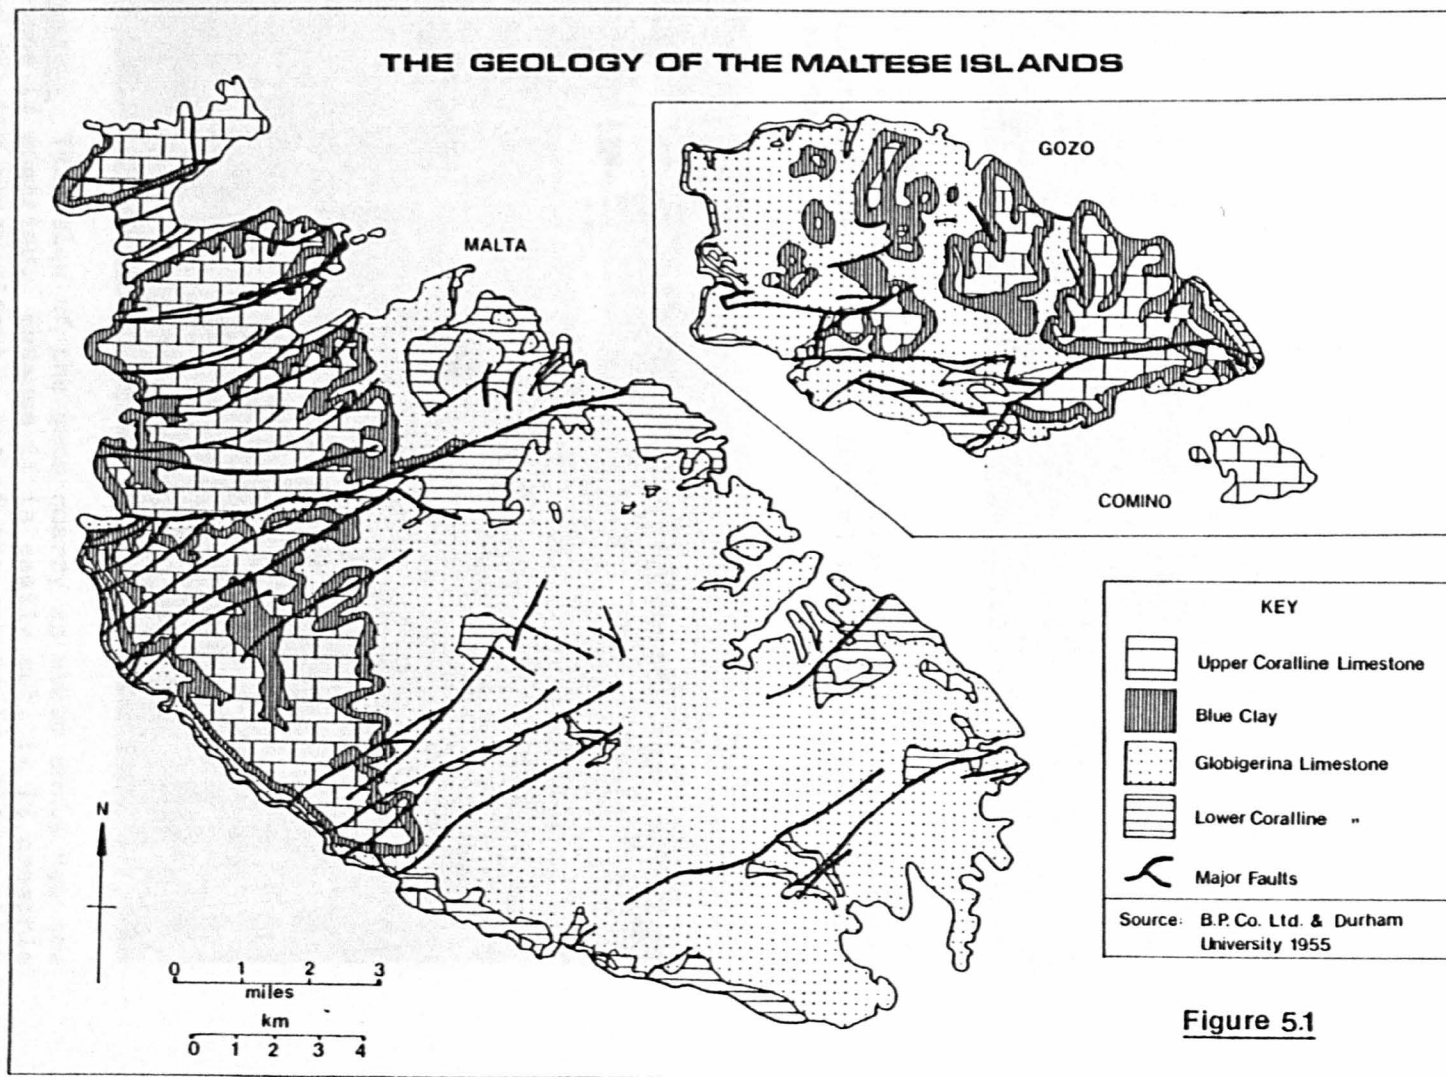 THE GEOLOGY OF THE MALTESE ISLANDS
GOZO
MALTA
COMINO
KEY
Upper Coralline Limestone
Blue Clay
Globigerina Limestone
Lower Coralline "
Major Faults
Source: B.P. Co. Ltd. & Durham
University 1955
N
0 1 2 3
miles
km
0 1 2 3 4
Figure 5.1